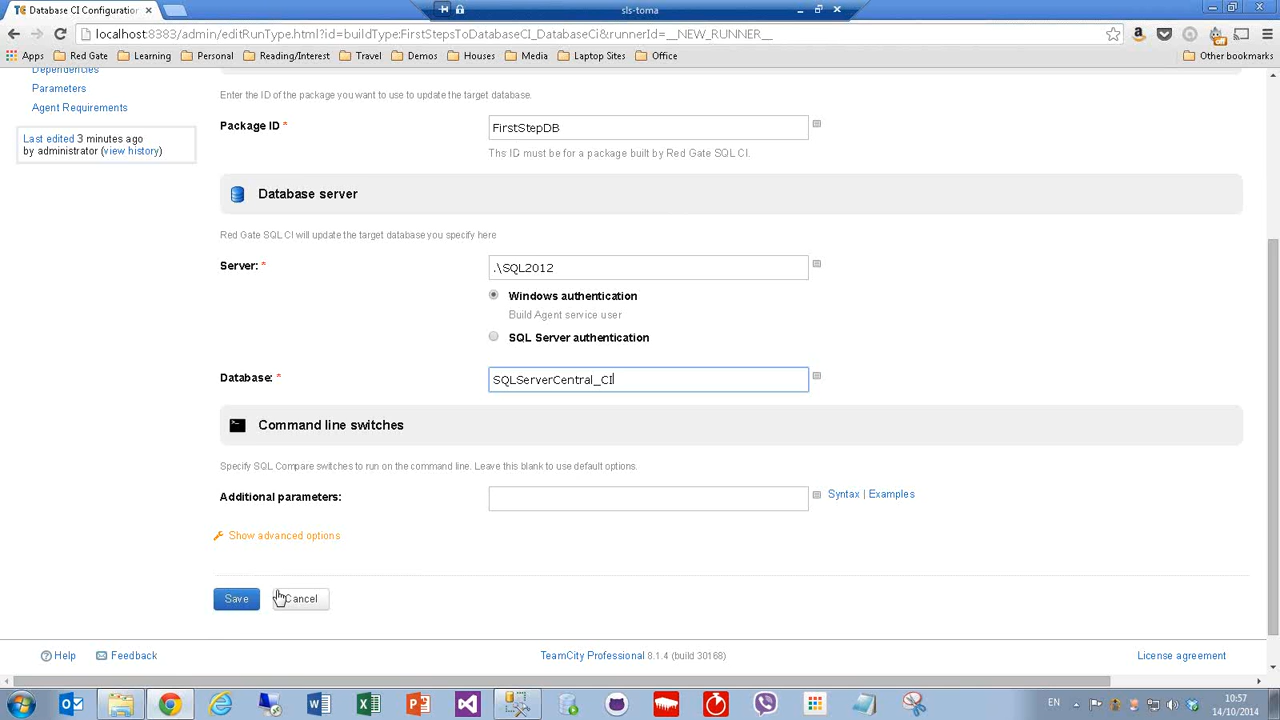 Database CI Configuration
sls-toma
localhost:8383/admin/editRunType.html?id=buildType:FirstStepsToDatabaseCI_DatabaseCi&runnerId=__NEW_RUNNER__
Apps
Red Gate
Learning
Personal
Reading/Interest
Travel
Demos
Houses
Media
Laptop Sites
Office
Other bookmarks
Dependencies
Parameters
Agent Requirements
Last edited 3 minutes ago
by administrator (view history)
Enter the ID of the package you want to use to update the target database.
Package ID *
FirstStepDB
Ths ID must be for a package built by Red Gate SQL CI.
Database server
Red Gate SQL CI will update the target database you specify here
Server: *
.\SQL2012
Windows authentication
Build Agent service user
SQL Server authentication
Database: *
SQLServerCentral_CI
Command line switches
Specify SQL Compare switches to run on the command line. Leave this blank to use default options.
Additional parameters:
Syntax | Examples
Show advanced options
Save
Cancel
Help
Feedback
TeamCity Professional 8.1.4 (build 30168)
License agreement
EN
10:57
14/10/2014